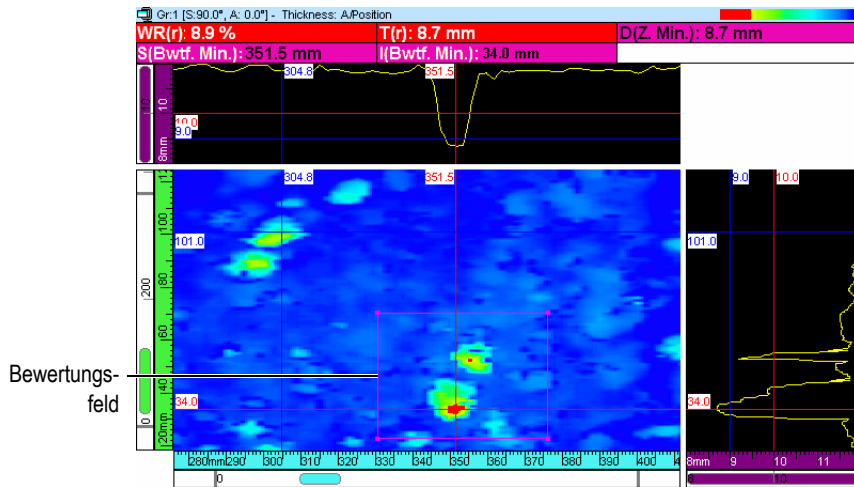 Gr:1 [S:90.0°, A: 0.0°] - Thickness: A/Position
WR(r): 8.9 % T(r): 8.7 mm D(Z. Min.): 8.7 mm
S(Bwtf. Min.): 351.5 mm I(Bwtf. Min.): 34.0 mm
304.8 351.5
10 10
10.0
9.0
8mm
304.8 351.5 9.0 10.0
100
101.0 101.0
200 80
60
Bewertungs-
feld
40
34.0 34.0
0 20mm
280mm 290 300 310 320 330 340 350 360 370 380 390 400 8mm 9 10 11
0 8 10